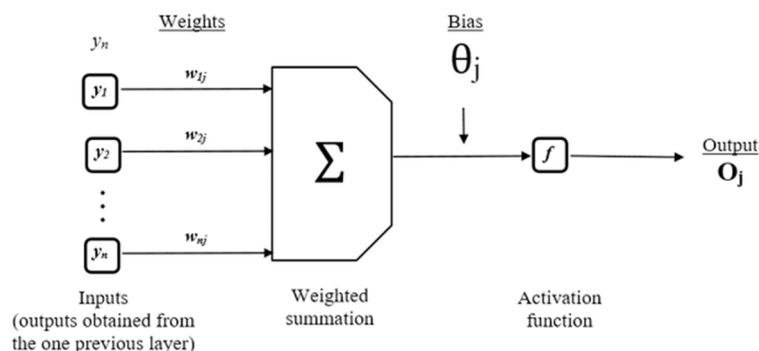 Weights
Bias
yₙ
θⱼ
y₁
w₁ⱼ
y₂
w₂ⱼ
Σ
f
Output
Oⱼ
yₙ
wₙⱼ
Inputs
(outputs obtained from
the one previous layer)
Weighted
summation
Activation
function